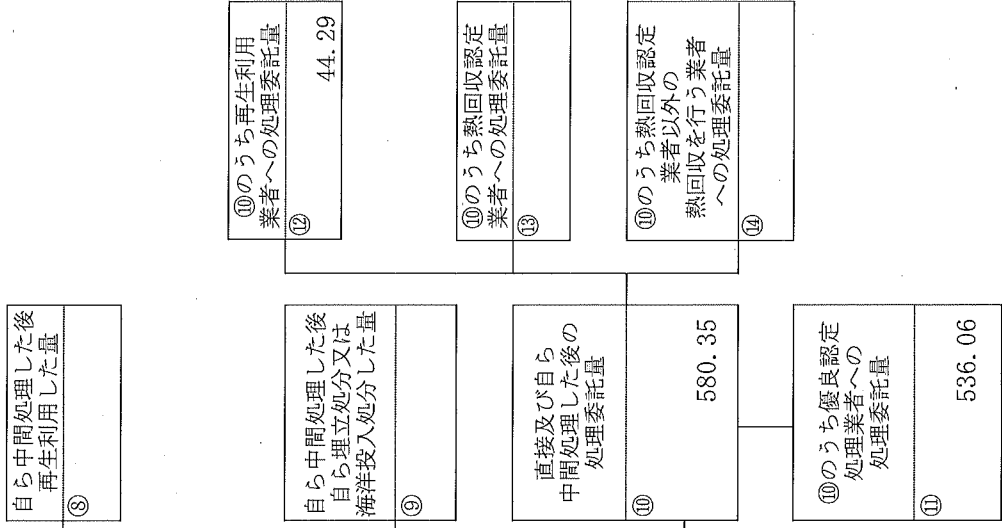 自ら中間処理した後
再生利用した量
⑧
自ら中間処理した後
自ら埋立処分又は
海洋投入処分した量
⑨
直接及び自ら
中間処理した後の
処理委託量
⑩
580.35
⑩のうち優良認定
処理業者への
処理委託量
⑪
536.06
⑩のうち再生利用
業者への処理委託量
⑫
44.29
⑩のうち熱回収認定
業者への処理委託量
⑬
⑩のうち熱回収認定
業者以外の
熱回収を行う業者
への処理委託量
⑭